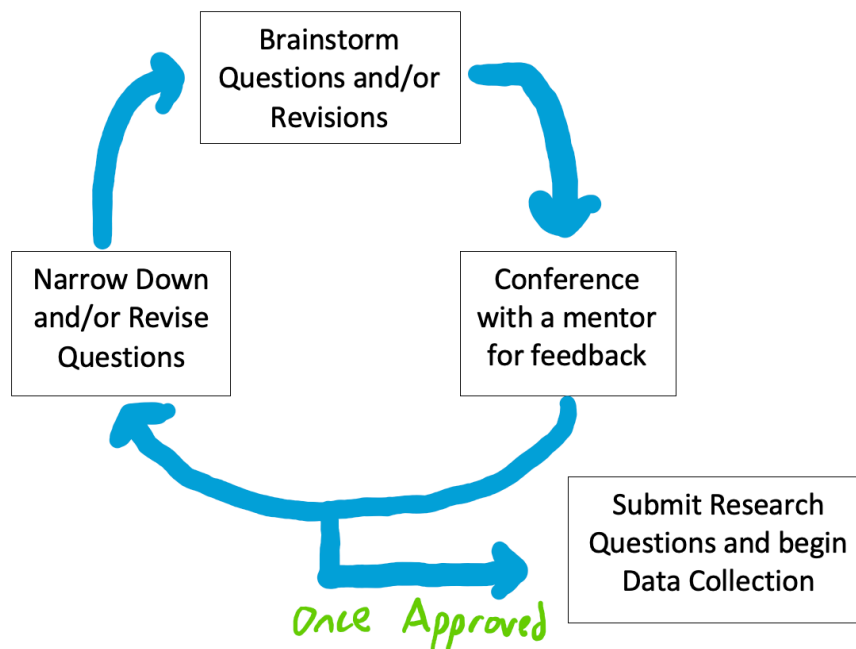 Brainstorm
Questions and/or
Revisions
Narrow Down
and/or Revise
Questions
Conference
with a mentor
for feedback
Submit Research
Questions and begin
Data Collection
Once Approved